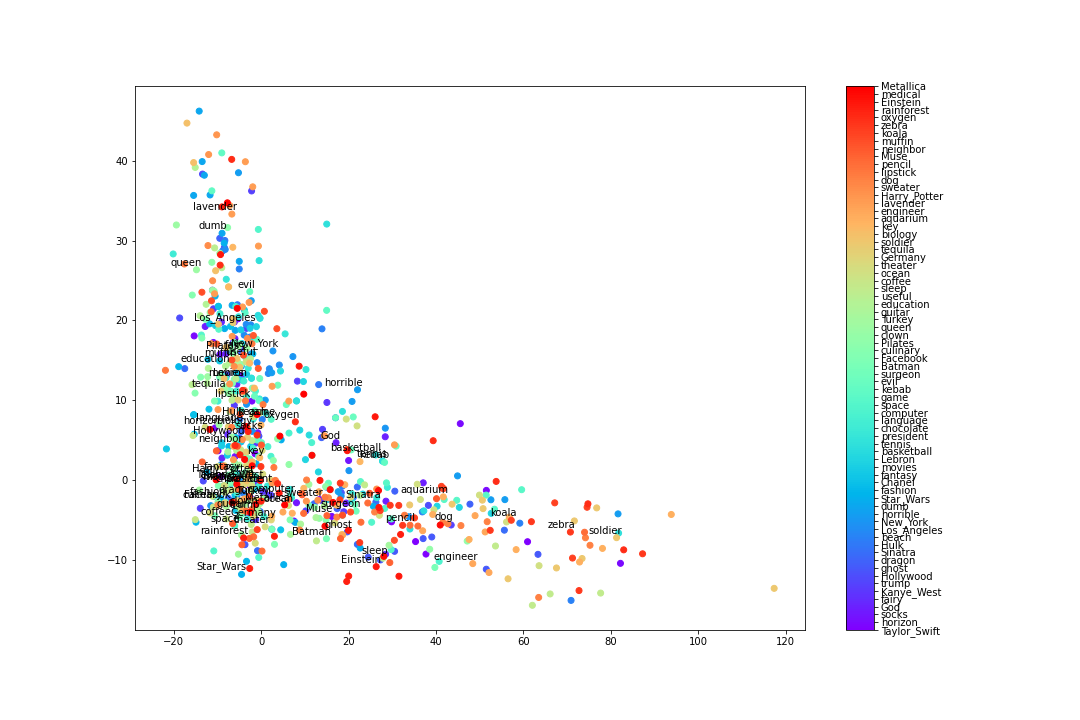 40
30
20
10
0
−10
−20
0
20
40
60
80
100
120
lavender
dumb
queen
evil
Los_Angeles
New_York
education
tequila
lipstick
horrible
oxygen
neighbor
key
God
basketball
sweater
Sinatra
aquarium
surgeon
Muse
ghost
pencil
dog
koala
zebra
soldier
Batman
sleep
Einstein
engineer
coffee
space
theater
rainforest
Star_Wars
Metallica
medical
Einstein
rainforest
oxygen
zebra
koala
muffin
neighbor
Muse
pencil
lipstick
dog
sweater
Harry_Potter
lavender
engineer
aquarium
key
biology
soldier
tequila
Germany
theater
ocean
coffee
sleep
useful
education
guitar
Turkey
queen
clown
Pilates
culinary
Facebook
Batman
surgeon
evil
kebab
game
space
computer
language
chocolate
president
tennis
basketball
Lebron
movies
fantasy
Chanel
fashion
Star_Wars
dump
horrible
New_York
Los_Angeles
beach
Hulk
Sinatra
dragon
ghost
Hollywood
trump
Kanye_West
fairy
God
socks
horizon
Taylor_Swift